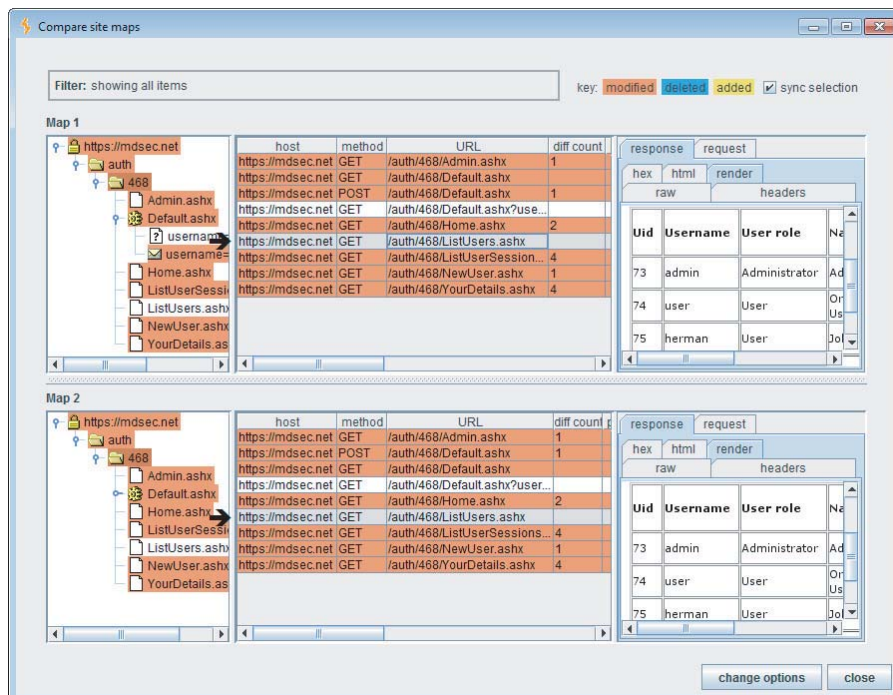 Compare site maps
Filter: showing all items
key: modified deleted added sync selection
Map 1
https://mdsec.net
auth
468
Admin.ashx
Default.ashx
username=
username=
Home.ashx
ListUserSessi
ListUsers.ashx
NewUser.ashx
YourDetails.as
host method URL diff count
https://mdsec.net GET /auth/468/Admin.ashx 1
https://mdsec.net GET /auth/468/Default.ashx
https://mdsec.net POST /auth/468/Default.ashx 1
https://mdsec.net GET /auth/468/Default.ashx?use...
https://mdsec.net GET /auth/468/Home.ashx 2
https://mdsec.net GET /auth/468/ListUsers.ashx
https://mdsec.net GET /auth/468/ListUserSession... 4
https://mdsec.net GET /auth/468/NewUser.ashx 1
https://mdsec.net GET /auth/468/YourDetails.ashx 4
response request
hex html render
raw headers
Uid Username User role Na
73 admin Administrator Ad
74 user User Or Us
75 herman User Jol
Map 2
https://mdsec.net
auth
468
Admin.ashx
Default.ashx
Home.ashx
ListUserSessi
ListUsers.ashx
NewUser.ashx
YourDetails.as
host method URL diff count p
https://mdsec.net GET /auth/468/Admin.ashx 1
https://mdsec.net POST /auth/468/Default.ashx 1
https://mdsec.net GET /auth/468/Default.ashx
https://mdsec.net GET /auth/468/Default.ashx?user...
https://mdsec.net GET /auth/468/Home.ashx 2
https://mdsec.net GET /auth/468/ListUsers.ashx
https://mdsec.net GET /auth/468/ListUserSessions... 4
https://mdsec.net GET /auth/468/NewUser.ashx 1
https://mdsec.net GET /auth/468/YourDetails.ashx 4
response request
hex html render
raw headers
Uid Username User role Na
73 admin Administrator Ad
74 user User Or Us
75 herman User Jol
change options close